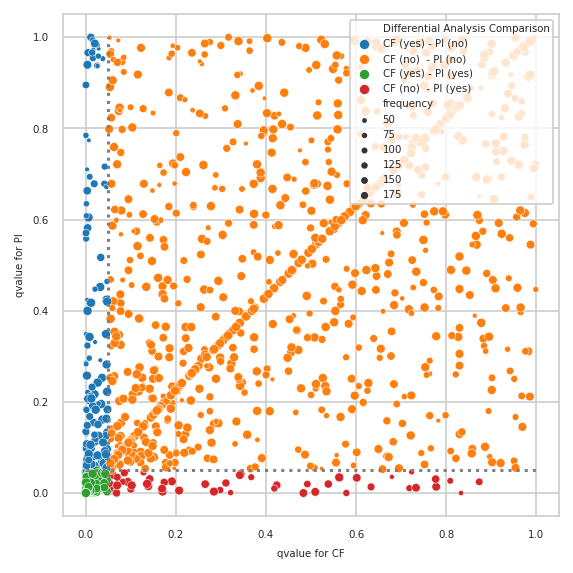 Differential Analysis Comparison
CF (yes) - PI (no)
CF (no)  - PI (no)
CF (yes) - PI (yes)
CF (no)  - PI (yes)
frequency
50
75
100
125
150
175
1.0
0.8
0.6
0.4
0.2
0.0
qvalue for PI
0.0 0.2 0.4 0.6 0.8 1.0
qvalue for CF